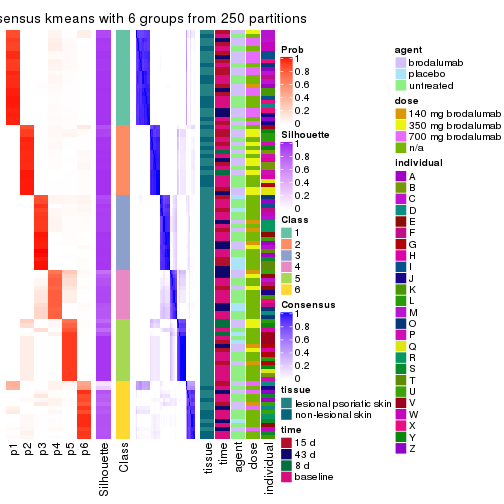 sensus kmeans with 6 groups from 250 partitions
Prob
1
0.8
0.6
0.4
0.2
0
Silhouette
1
0.8
0.6
0.4
0.2
0
Class
1
2
3
4
5
6
Consensus
1
0.8
0.6
0.4
0.2
0
tissue
lesional psoriatic skin
non-lesional skin
time
15 d
43 d
8 d
baseline
agent
brodalumab
placebo
untreated
dose
140 mg brodalumab
350 mg brodalumab
700 mg brodalumab
n/a
individual
A
B
C
D
E
F
G
H
I
J
K
L
M
O
P
Q
R
S
T
U
V
W
X
Y
Z
p1
p2
p3
p4
p5
p6
Silhouette
Class
tissue
time
agent
dose
individual